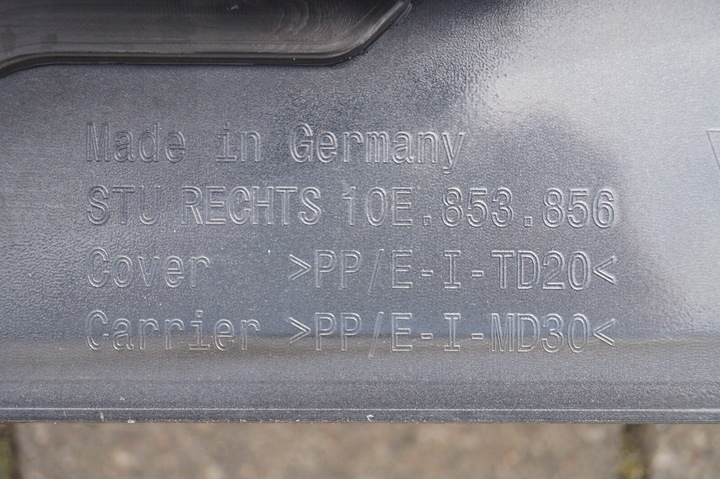 Made in Germany
STU RECHTS 10E.853.856
Cover >PP/E-I-TD20<
Carrier >PP/E-I-MD30<